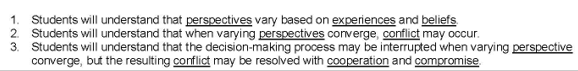 1. Students will understand that perspectives vary based on experiences and beliefs.
2. Students will understand that when varying perspectives converge, conflict may occur.
3. Students will understand that the decision-making process may be interrupted when varying perspective
converge, but the resulting conflict may be resolved with cooperation and compromise.